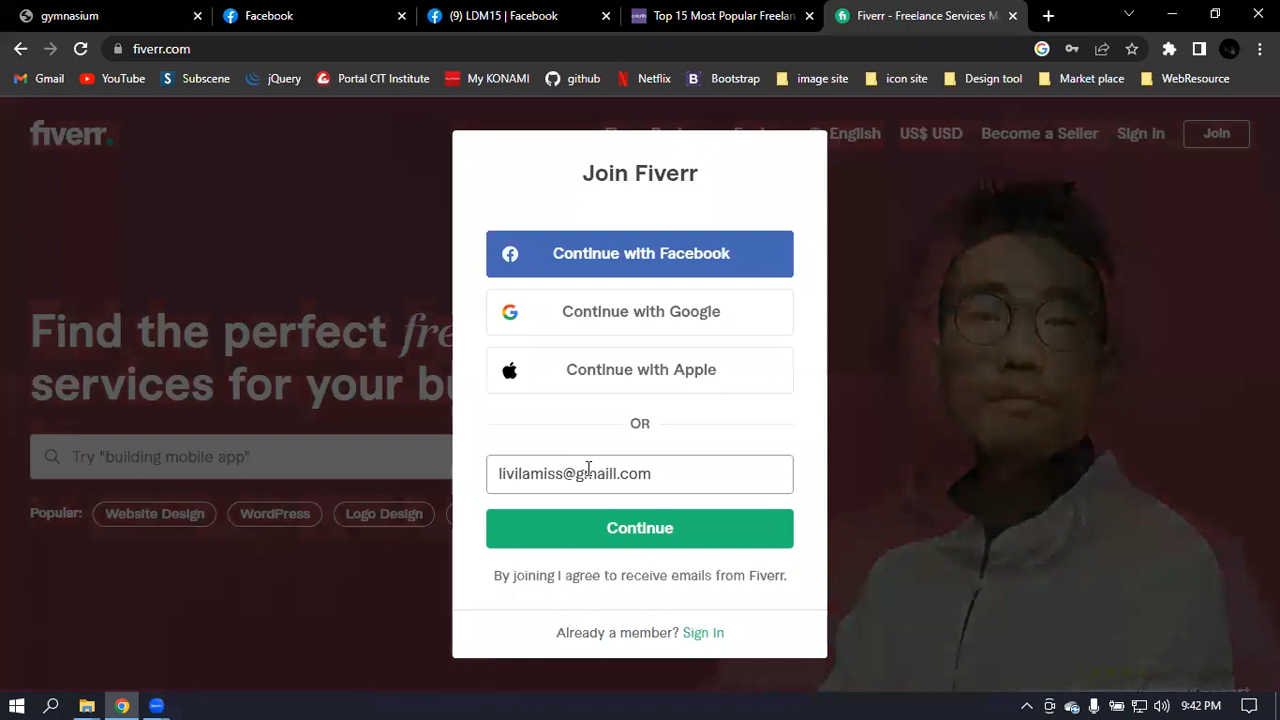 gymnasium
Facebook
(9) LDM15 | Facebook
Top 15 Most Popular Freelan
Fiverr - Freelance Services Ma
fiverr.com
Gmail
YouTube
Subscene
jQuery
Portal CIT Institute
My KONAMI
github
Netflix
Bootstrap
image site
icon site
Design tool
Market place
WebResource
fiverr.
English
US$ USD
Become a Seller
Sign In
Join
Join Fiverr
Continue with Facebook
Continue with Google
Continue with Apple
OR
livilamiss@gmaill.com
Continue
By joining I agree to receive emails from Fiverr.
Already a member? Sign In
Find the perfect fre
services for your bu
Try "building mobile app"
Popular:
Website Design
WordPress
Logo Design
9:42 PM